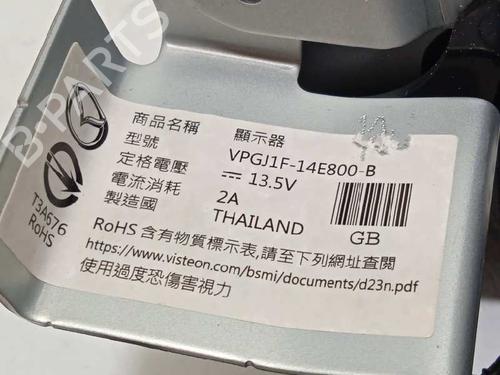 B-PARTS
商品名稱 顯示器
型號 VPGJ1F-14E800-B
定格電壓 ⎓ 13.5V
電流消耗 2A
製造國 THAILAND
GB
T3A676
RoHS
RoHS 含有物質標示表,請至下列網址查閱
https://www.visteon.com/bsmi/documents/d23n.pdf
使用過度恐傷害視力